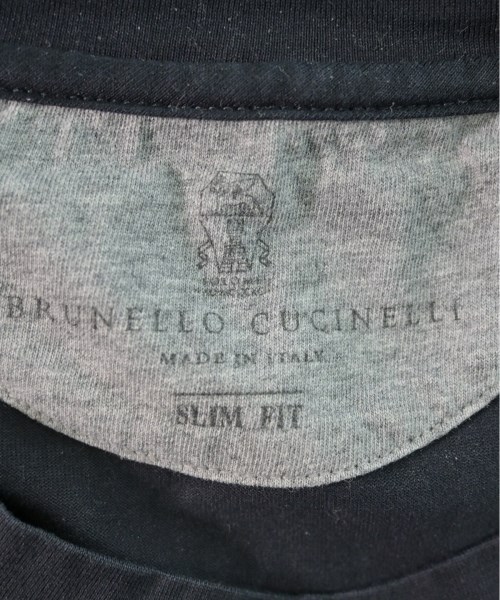 BRUNELLO CUCINELLI
MADE IN ITALY
SLIM FIT